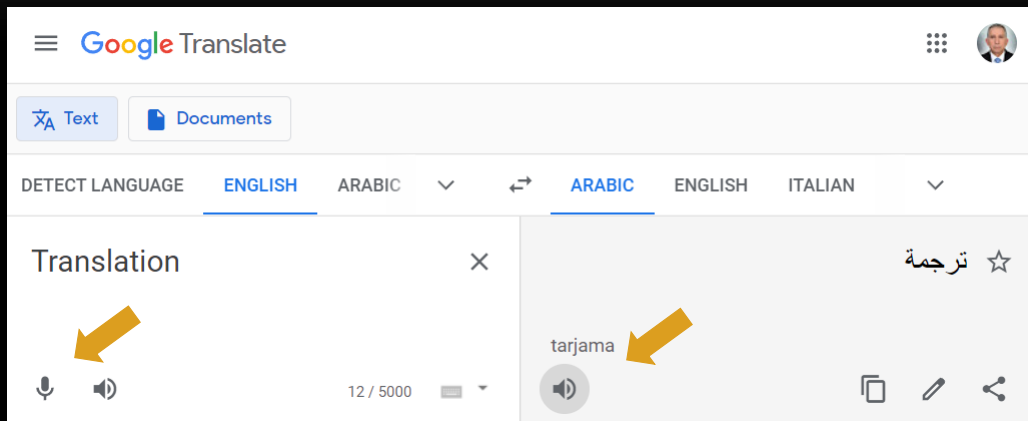 Google Translate
Text Documents
DETECT LANGUAGE ENGLISH ARABIC ARABIC ENGLISH ITALIAN
Translation
ترجمة
tarjama
12 / 5000